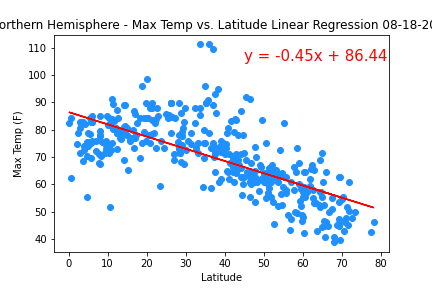 orthern Hemisphere - Max Temp vs. Latitude Linear Regression 08-18-20
y = -0.45x + 86.44
110
100
90
80
70
60
50
40
Max Temp (F)
0 10 20 30 40 50 60 70 80
Latitude